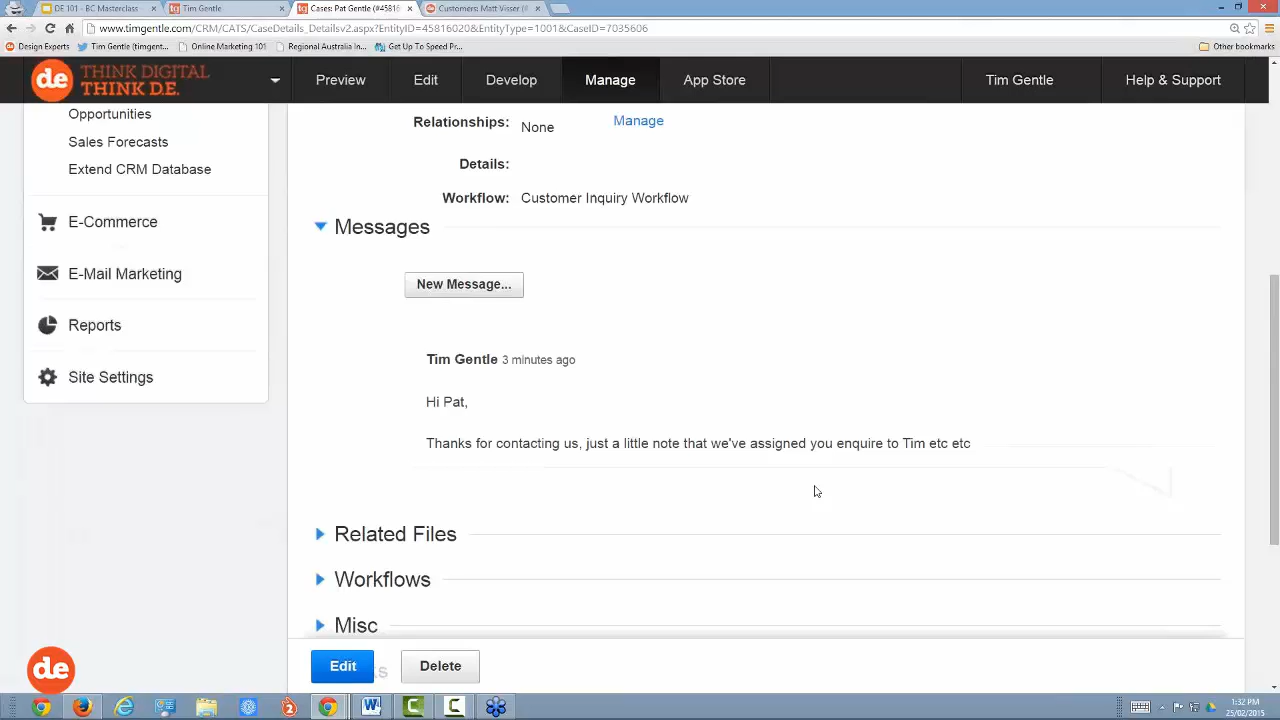 DE 101 - BC Masterclass
Tim Gentle
Cases: Pat Gentle (#4581
Customers: Matt Visser (#
www.timgentle.com/CRM/CATS/CaseDetails_Detailsv2.aspx?EntityID=45816020&EntityType=1001&CaseID=7035606
Design Experts
Tim Gentle (timgent...
Online Marketing 101
Regional Australia In...
Get Up To Speed Pr...
Other bookmarks
de
THINK DIGITAL
THINK D.E.
Preview
Edit
Develop
Manage
App Store
Tim Gentle
Help & Support
Opportunities
Sales Forecasts
Extend CRM Database
E-Commerce
E-Mail Marketing
Reports
Site Settings
Relationships: None Manage
Details:
Workflow: Customer Inquiry Workflow
Messages
New Message...
Tim Gentle 3 minutes ago
Hi Pat,
Thanks for contacting us, just a little note that we've assigned you enquire to Tim etc etc
Related Files
Workflows
Misc
Edit
Delete
de
1:32 PM
25/02/2015